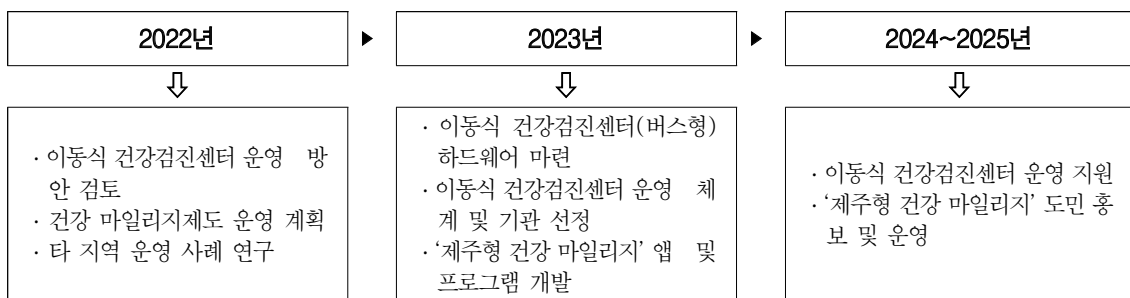 2022년
▶
2023년
▶
2024~2025년
· 이동식 건강검진센터 운영 방
안 검토
· 건강 마일리지제도 운영 계획
· 타 지역 운영 사례 연구
· 이동식 건강검진센터(버스형)
하드웨어 마련
· 이동식 건강검진센터 운영 체
계 및 기관 선정
· ‘제주형 건강 마일리지’ 앱 및
프로그램 개발
· 이동식 건강검진센터 운영 지원
· ‘제주형 건강 마일리지’ 도민 홍
보 및 운영